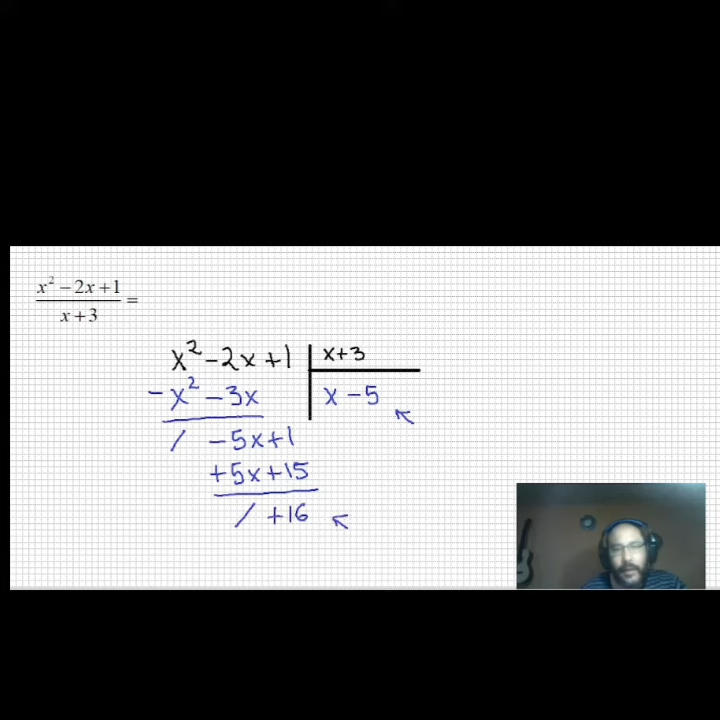 x² − 2x + 1
x + 3 =
x² − 2x + 1 | x + 3
− x² − 3x | x − 5
/ − 5x + 1
+ 5x + 15
/ + 16